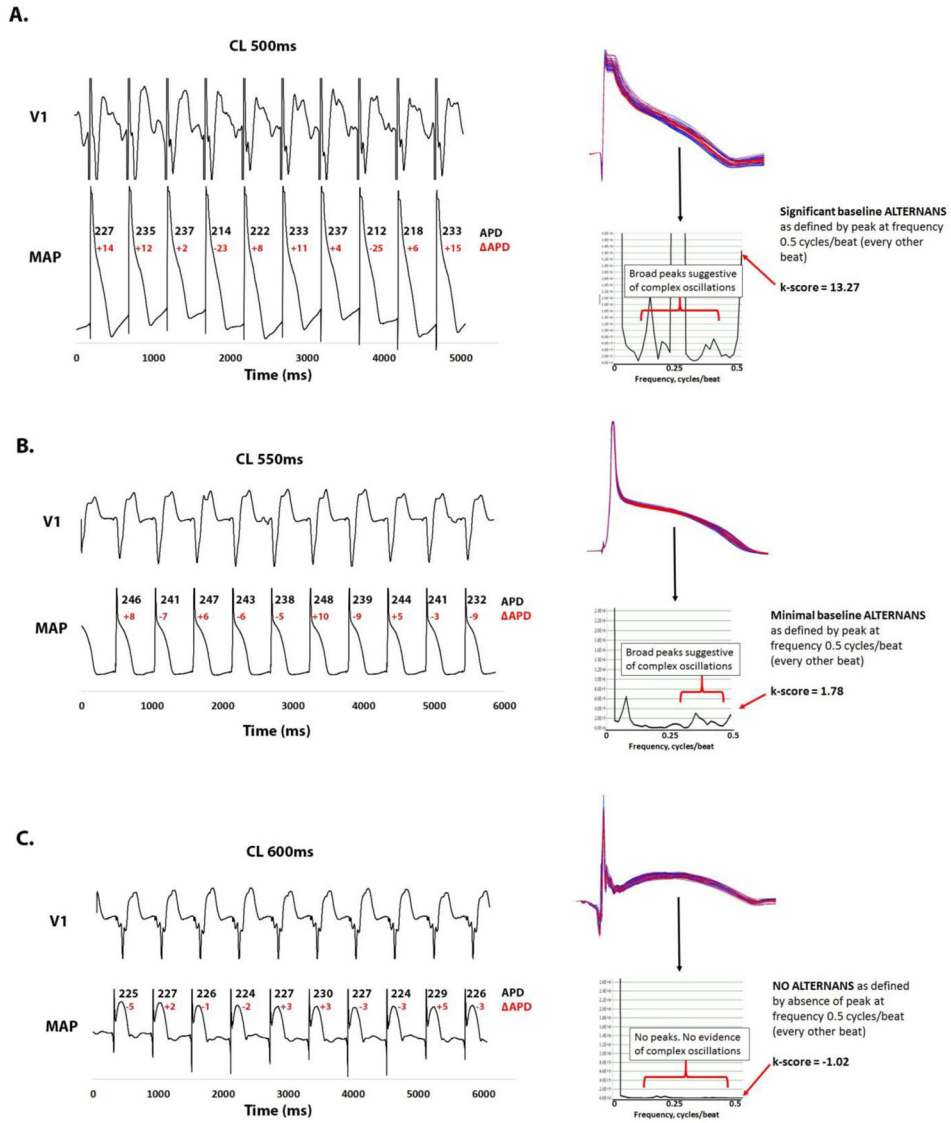 A.
CL 500ms
V1
MAP
227 235 237 214 222 233 237 212 218 233 APD
+14 +12 +2 -23 +8 +11 +4 -25 +6 +15 ΔAPD
0 1000 2000 3000 4000 5000
Time (ms)
Significant baseline ALTERNANS
as defined by peak at frequency
0.5 cycles/beat (every other
beat)
k-score = 13.27
Broad peaks suggestive
of complex oscillations
0 0.25 0.5
Frequency, cycles/beat
B.
CL 550ms
V1
MAP
246 241 247 243 238 248 239 244 241 232 APD
+8 -7 +6 -6 -5 +10 -9 +5 -3 -9 ΔAPD
0 1000 2000 3000 4000 5000 6000
Time (ms)
Minimal baseline ALTERNANS
as defined by peak at
frequency 0.5 cycles/beat
(every other beat)
k-score = 1.78
Broad peaks suggestive
of complex oscillations
0 0.25 0.5
Frequency, cycles/beat
C.
CL 600ms
V1
MAP
225 227 226 224 227 230 227 224 229 226 APD
-5 +2 -1 -2 +3 +3 -3 -3 +5 -3 ΔAPD
0 1000 2000 3000 4000 5000 6000
Time (ms)
NO ALTERNANS as defined
by absence of peak at
frequency 0.5 cycles/beat
(every other beat)
k-score = -1.02
No peaks. No evidence
of complex oscillations
0 0.25 0.5
Frequency, cycles/beat